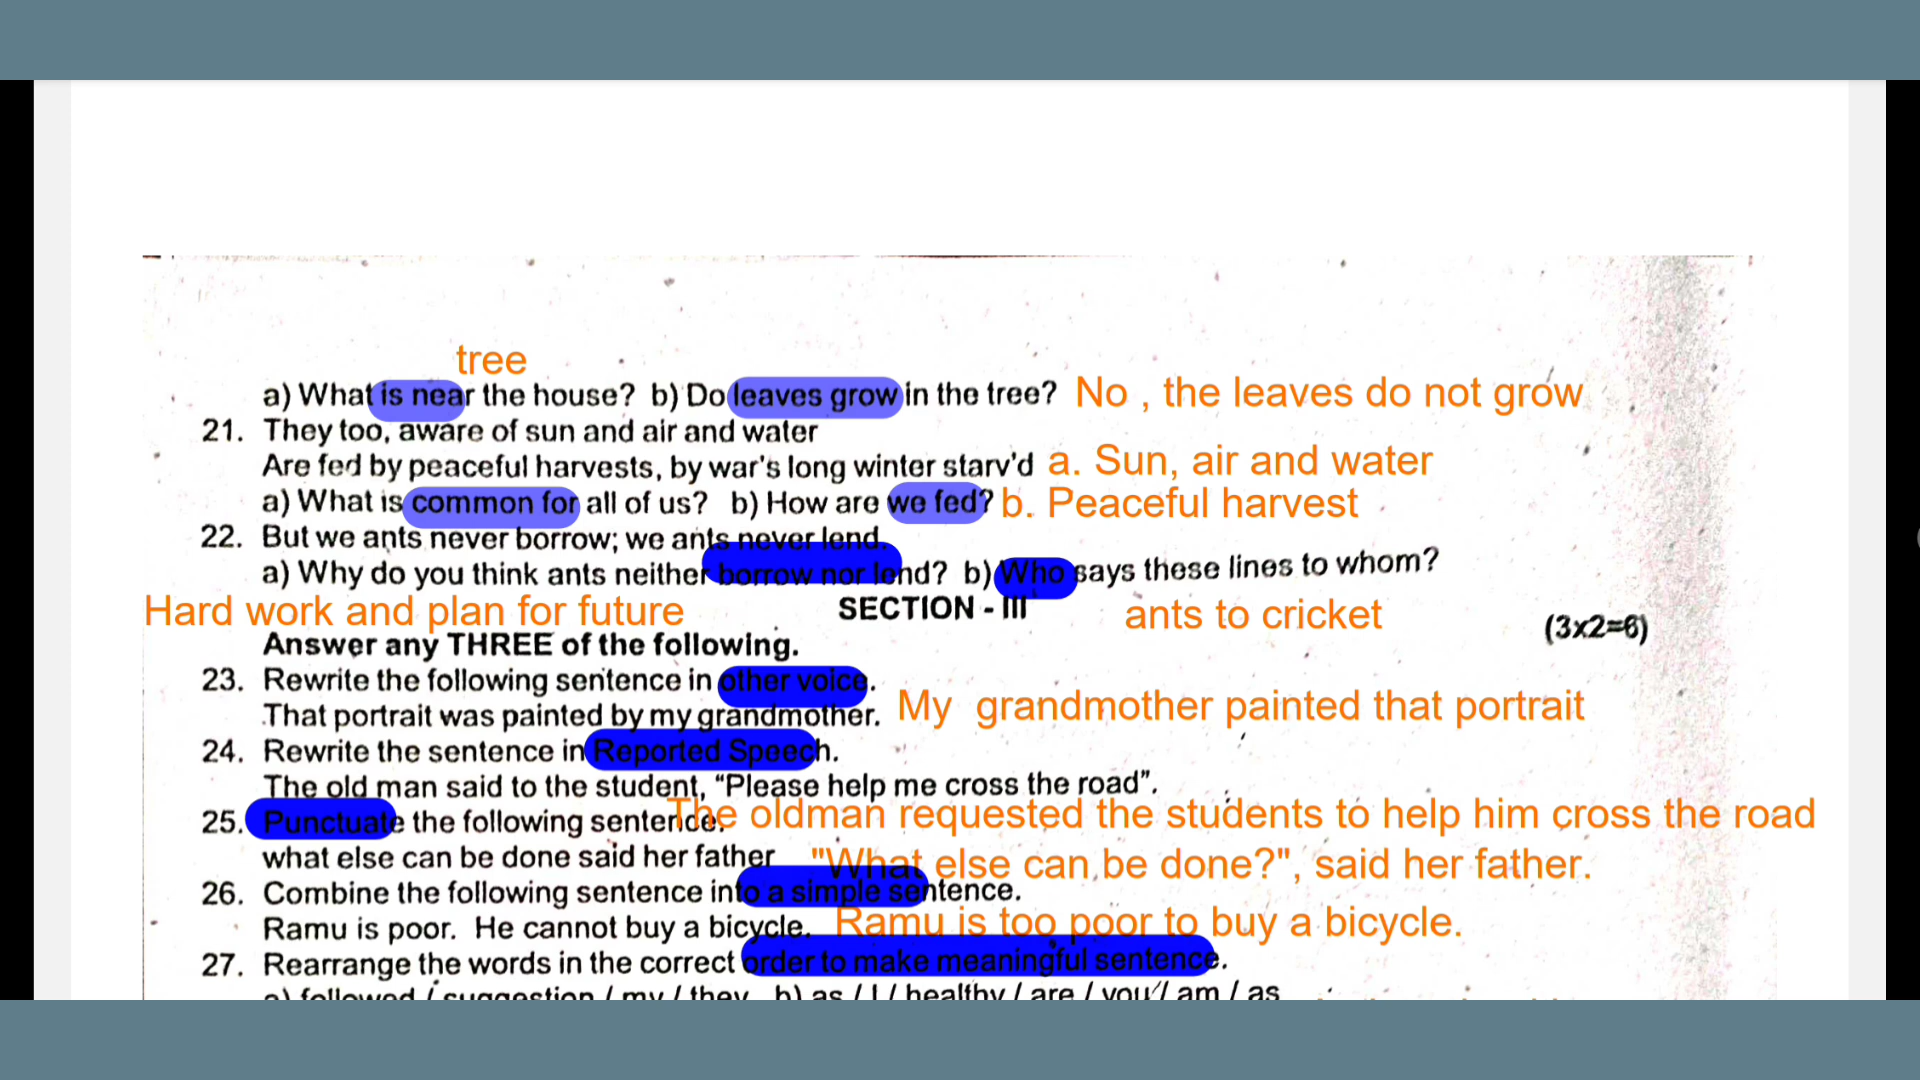 tree
a) What is near the house? b) Do leaves grow in the tree? No , the leaves do not grow
21. They too, aware of sun and air and water
Are fed by peaceful harvests, by war's long winter starv'd a. Sun, air and water
a) What is common for all of us? b) How are we fed? b. Peaceful harvest
22. But we ants never borrow; we ants never lend.
a) Why do you think ants neither borrow nor lend? b) Who says these lines to whom?
Hard work and plan for future SECTION - III ants to cricket
(3x2=6)
Answer any THREE of the following.
23. Rewrite the following sentence in other voice.
That portrait was painted by my grandmother. My grandmother painted that portrait
24. Rewrite the sentence in Reported Speech.
The old man said to the student, “Please help me cross the road”.
The oldman requested the students to help him cross the road
25. Punctuate the following sentence.
what else can be done said her father "What else can be done?", said her father.
26. Combine the following sentence into a simple sentence.
Ramu is poor. He cannot buy a bicycle. Ramu is too poor to buy a bicycle.
27. Rearrange the words in the correct order to make meaningful sentence.
a) followed / suggestion / my / they b) as / I / healthy / are / you / am / as